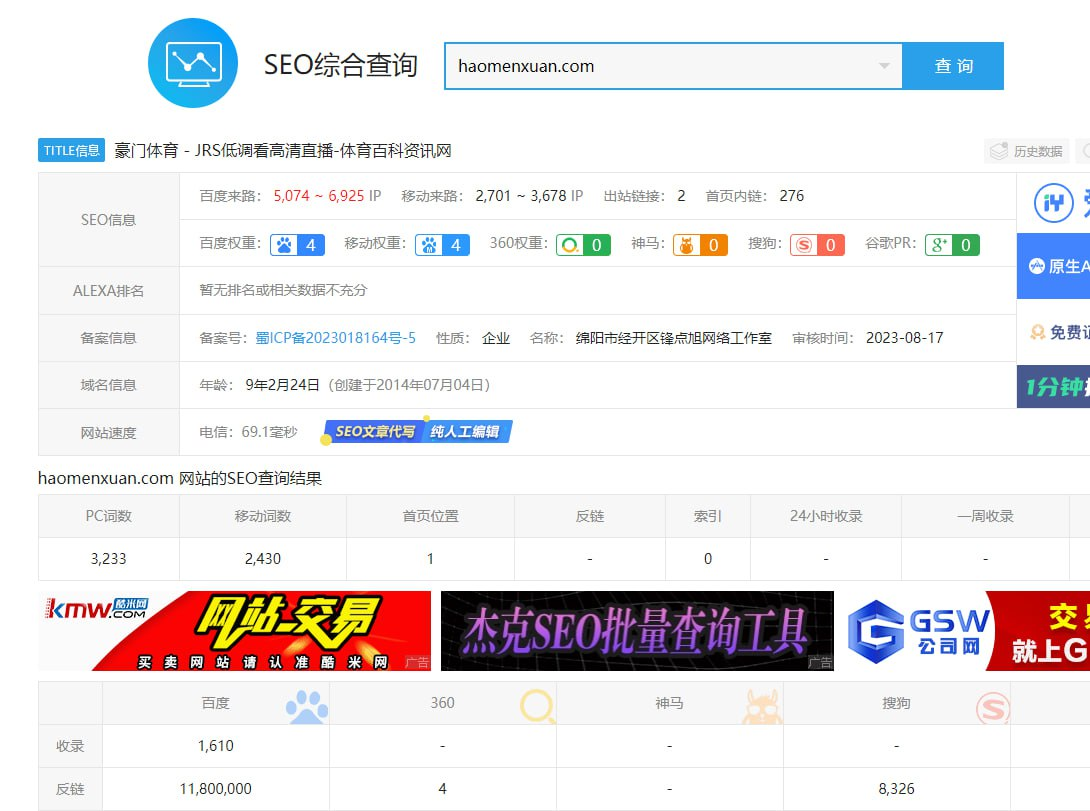 SEO综合查询
haomenxuan.com
查 询
TITLE信息 豪门体育 - JRS低调看高清直播-体育百科资讯网 历史数据
SEO信息
百度来路: 5,074 ~ 6,925 IP 移动来路: 2,701 ~ 3,678 IP 出站链接: 2 首页内链: 276
百度权重: 4 移动权重: 4 360权重: 0 神马: 0 搜狗: S 0 谷歌PR: 8+ 0
原生A
ALEXA排名 暂无排名或相关数据不充分
备案信息 备案号: 蜀ICP备2023018164号-5 性质: 企业 名称: 绵阳市经开区锋点旭网络工作室 审核时间: 2023-08-17
免费
域名信息 年龄: 9年2月24日 (创建于2014年07月04日)
1分钟
网站速度 电信: 69.1毫秒 SEO文章代写 纯人工编辑
haomenxuan.com 网站的SEO查询结果
PC词数 移动词数 首页位置 反链 索引 24小时收录 一周收录
3,233 2,430 1 - 0 - -
kmw.com 酷米网 网站交易
买卖网站请认准酷米网 广告
杰克SEO批量查询工具 广告
GSW 公司网
就上G
百度 360 神马 搜狗 S
收录 1,610 - - -
反链 11,800,000 4 - 8,326